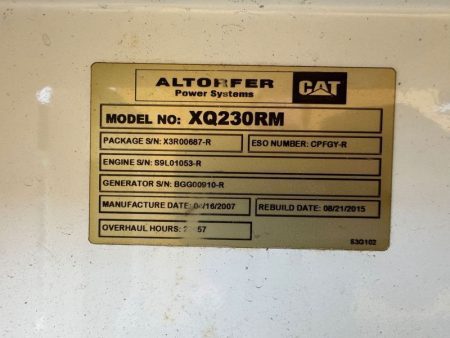 ALTORFER
Power Systems
CAT
MODEL NO: XQ230RM
PACKAGE S/N: X3R00687-R
ESO NUMBER: CPFGY-R
ENGINE S/N: S9L01053-R
GENERATOR S/N: BGG00910-R
MANUFACTURE DATE:
REBUILD DATE: 08/21/2015
OVERHAUL HOURS:
S3G102